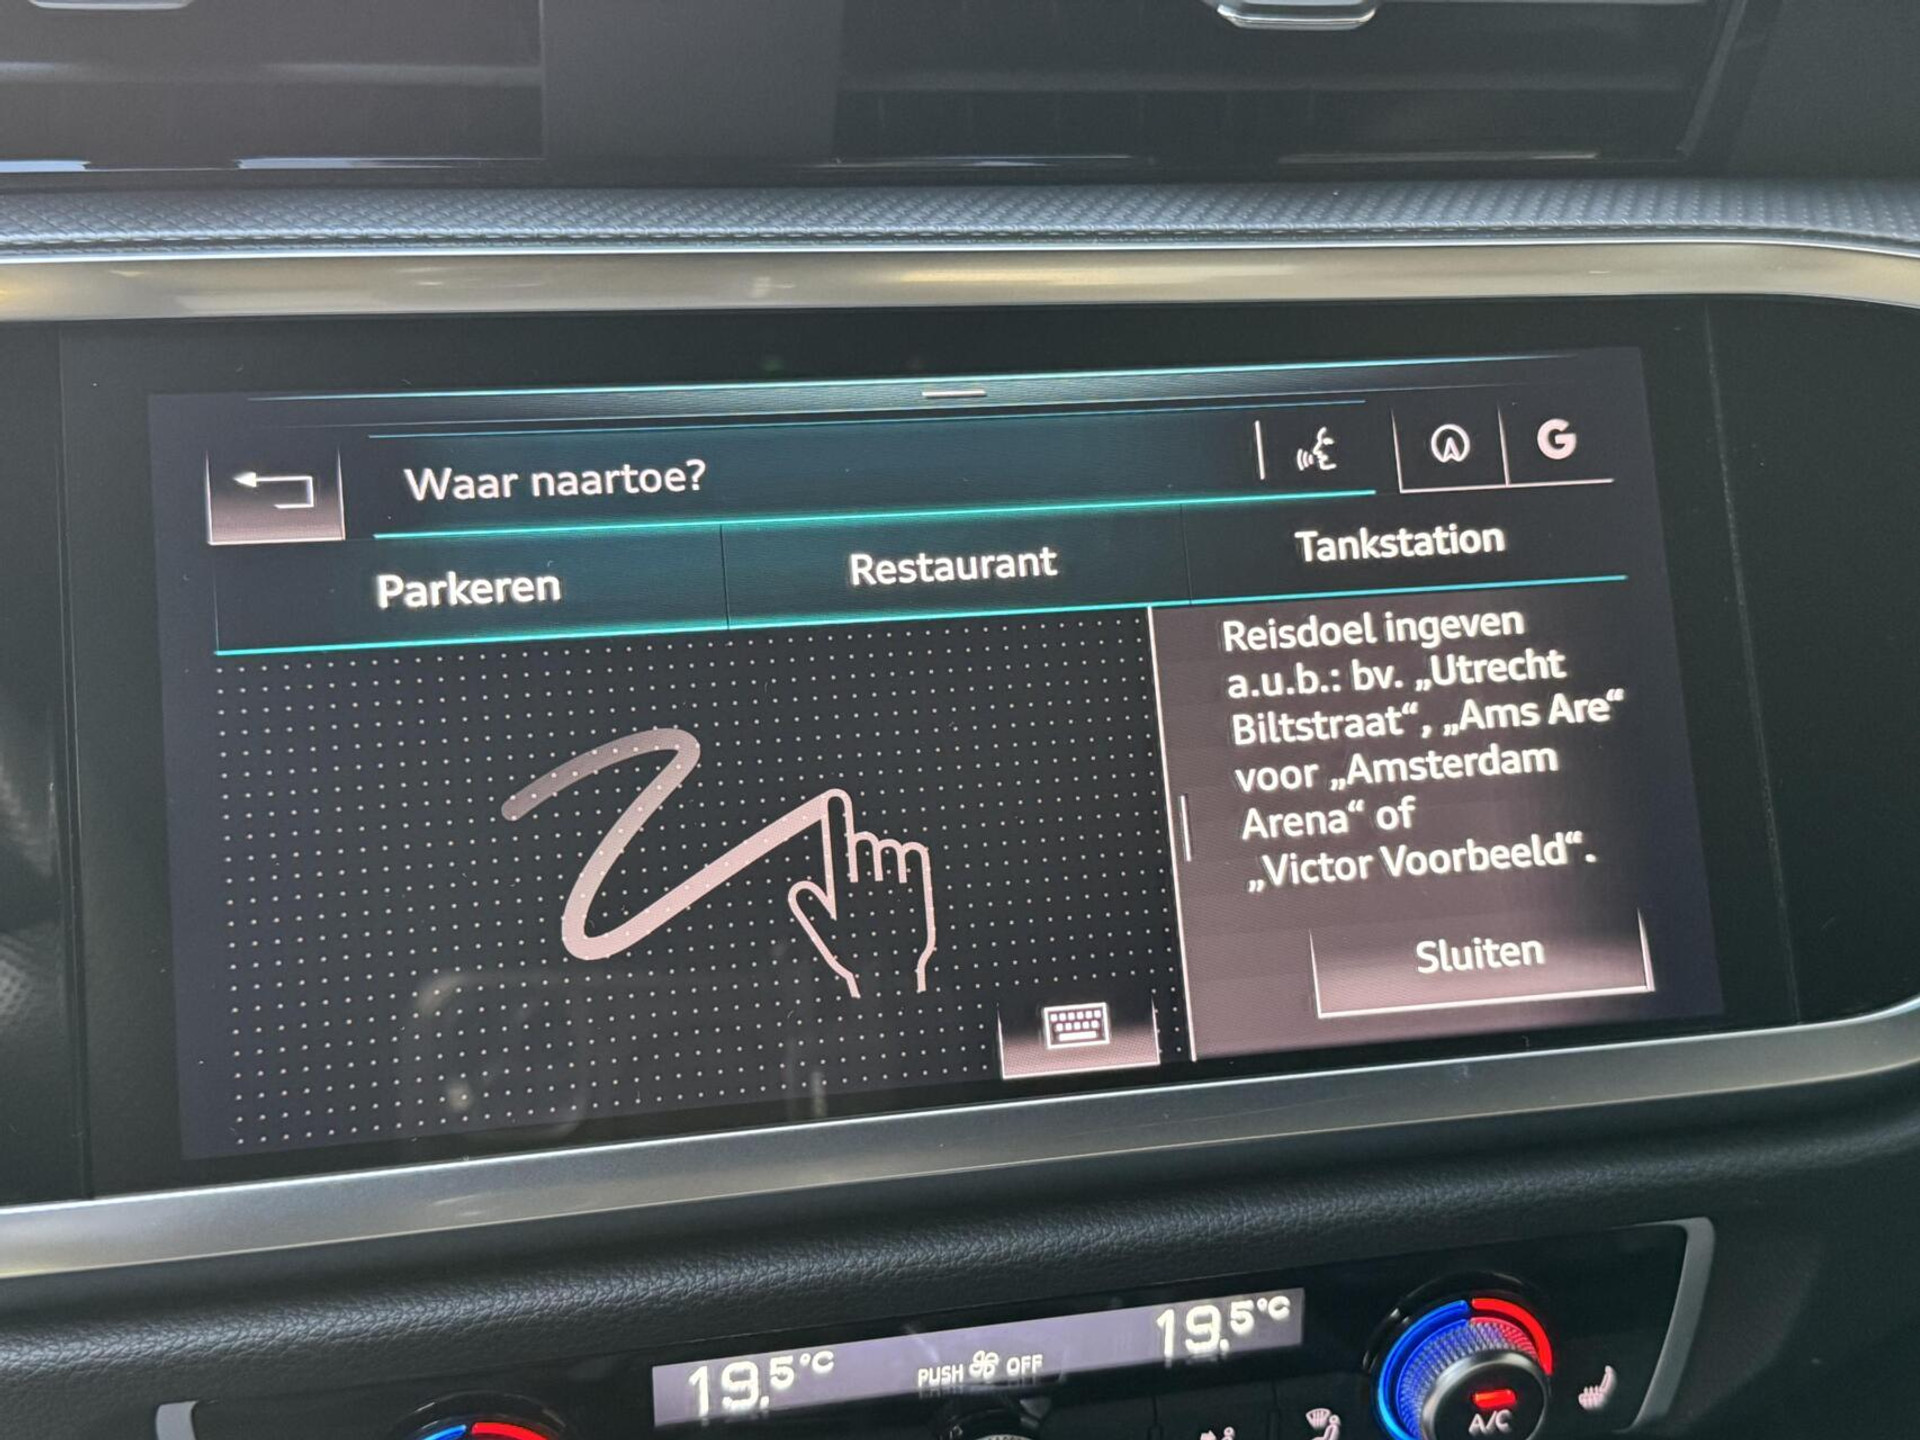 Waar naartoe?
G
Parkeren
Restaurant
Tankstation
Reisdoel ingeven
a.u.b.: bv. „Utrecht
Biltstraat“, „Ams Are“
voor „Amsterdam
Arena“ of
„Victor Voorbeeld“.
Sluiten
19.5°C
PUSH OFF
19.5°C
A/C